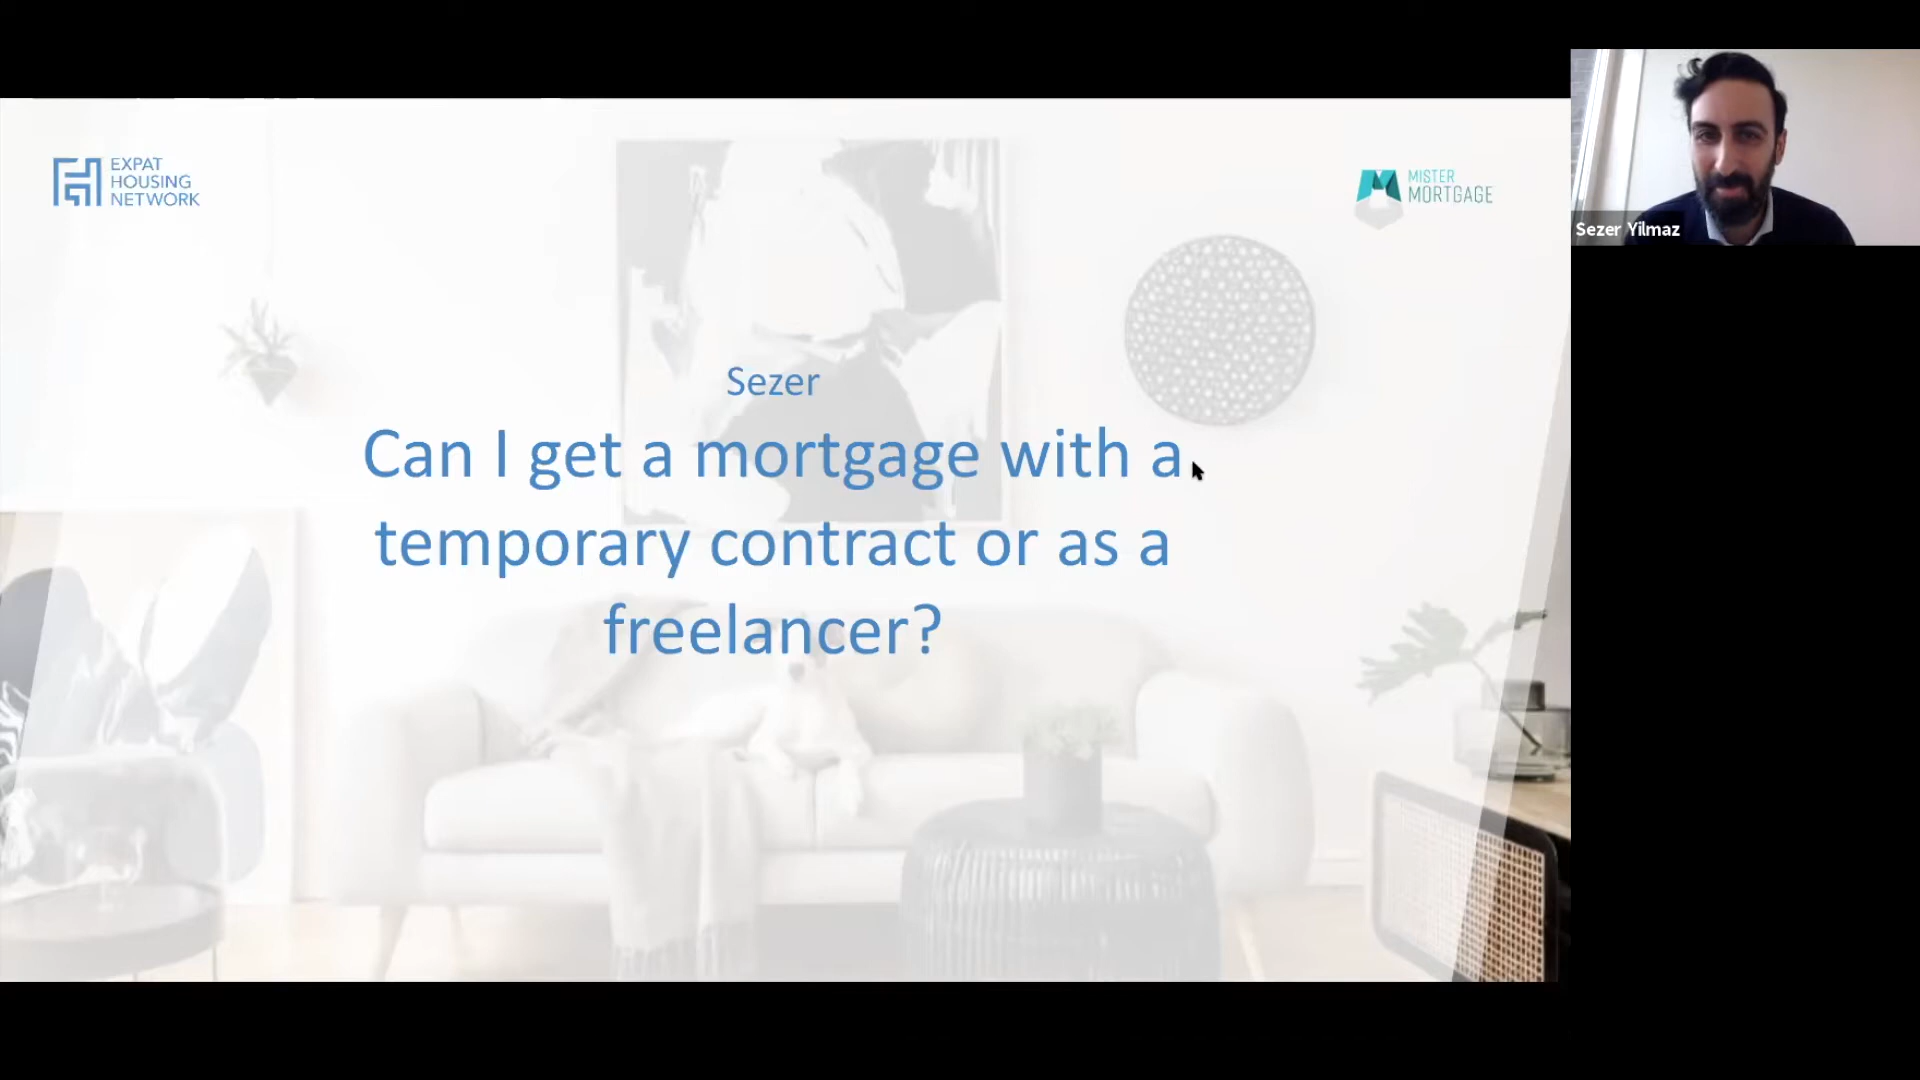 EXPAT
HOUSING
NETWORK
MISTER
MORTGAGE
Sezer Yilmaz
Sezer
Can I get a mortgage with a
temporary contract or as a
freelancer?